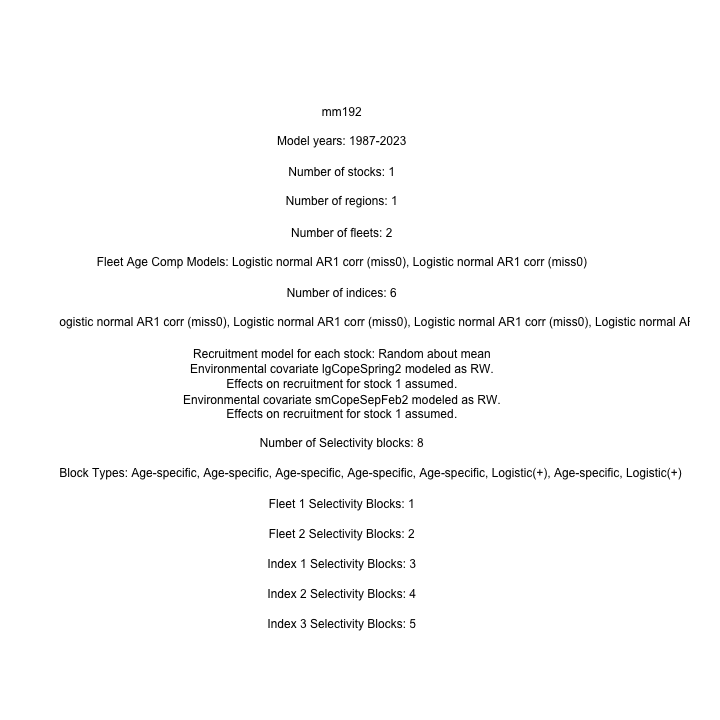 mm192
Model years: 1987-2023
Number of stocks: 1
Number of regions: 1
Number of fleets: 2
Fleet Age Comp Models: Logistic normal AR1 corr (miss0), Logistic normal AR1 corr (miss0)
Number of indices: 6
ogistic normal AR1 corr (miss0), Logistic normal AR1 corr (miss0), Logistic normal AR1 corr (miss0), Logistic normal
Recruitment model for each stock: Random about mean
Environmental covariate lgCopeSpring2 modeled as RW.
Effects on recruitment for stock 1 assumed.
Environmental covariate smCopeSepFeb2 modeled as RW.
Effects on recruitment for stock 1 assumed.
Number of Selectivity blocks: 8
Block Types: Age-specific, Age-specific, Age-specific, Age-specific, Age-specific, Logistic(+), Age-specific, Logistic(+)
Fleet 1 Selectivity Blocks: 1
Fleet 2 Selectivity Blocks: 2
Index 1 Selectivity Blocks: 3
Index 2 Selectivity Blocks: 4
Index 3 Selectivity Blocks: 5